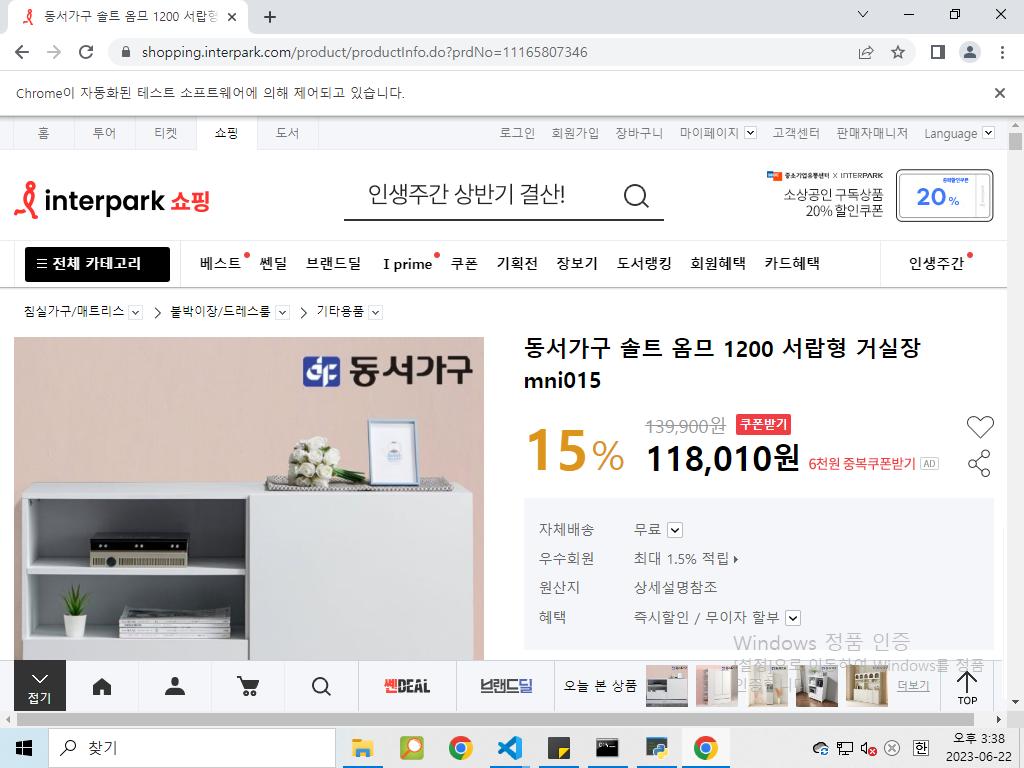 동서가구 솔트 옴므 1200 서랍형
shopping.interpark.com/product/productInfo.do?prdNo=11165807346
Chrome이 자동화된 테스트 소프트웨어에 의해 제어되고 있습니다.
홈 투어 티켓 쇼핑 도서 로그인 회원가입 장바구니 마이페이지 고객센터 판매자매니저 Language
interpark 쇼핑
인생주간 상반기 결산!
중소기업유통센터 X INTERPARK
소상공인 구독상품
20% 할인쿠폰
20%
전체 카테고리 베스트 쎈딜 브랜드딜 I prime 쿠폰 기획전 장보기 도서랭킹 회원혜택 카드혜택 인생주간
침실가구/매트리스 붙박이장/드레스룸 기타용품
동서가구
동서가구 솔트 옴므 1200 서랍형 거실장
mni015
15%
139,900원 쿠폰받기
118,010원 6천원 중복쿠폰받기 AD
자체배송 무료
우수회원 최대 1.5% 적립
원산지 상세설명참조
혜택 즉시할인 / 무이자 할부
Windows 정품 인증
[설정]으로 이동하여 Windows를 정품
인증합니다.
접기 쎈DEAL 브랜드딜 오늘 본 상품 더보기 TOP
찾기
한
오후 3:38
2023-06-22